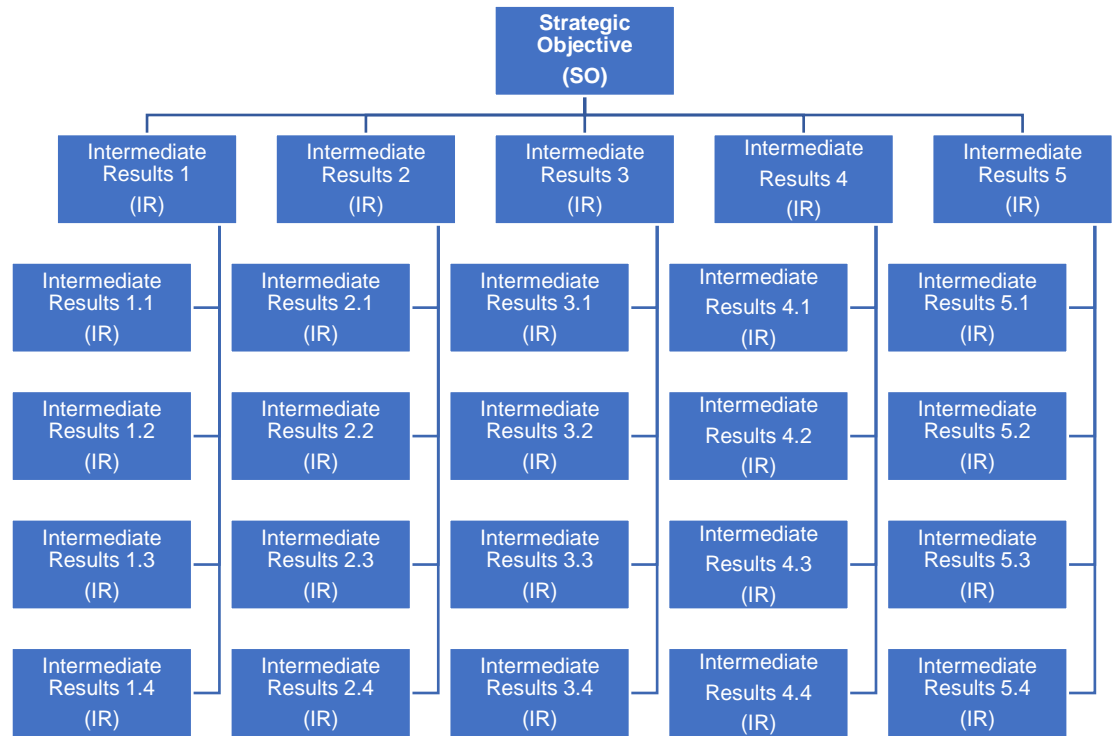 Strategic
Objective
(SO)
Intermediate
Results 1
(IR)
Intermediate
Results 2
(IR)
Intermediate
Results 3
(IR)
Intermediate
Results 4
(IR)
Intermediate
Results 5
(IR)
Intermediate
Results 1.1
(IR)
Intermediate
Results 2.1
(IR)
Intermediate
Results 3.1
(IR)
Intermediate
Results 4.1
(IR)
Intermediate
Results 5.1
(IR)
Intermediate
Results 1.2
(IR)
Intermediate
Results 2.2
(IR)
Intermediate
Results 3.2
(IR)
Intermediate
Results 4.2
(IR)
Intermediate
Results 5.2
(IR)
Intermediate
Results 1.3
(IR)
Intermediate
Results 2.3
(IR)
Intermediate
Results 3.3
(IR)
Intermediate
Results 4.3
(IR)
Intermediate
Results 5.3
(IR)
Intermediate
Results 1.4
(IR)
Intermediate
Results 2.4
(IR)
Intermediate
Results 3.4
(IR)
Intermediate
Results 4.4
(IR)
Intermediate
Results 5.4
(IR)